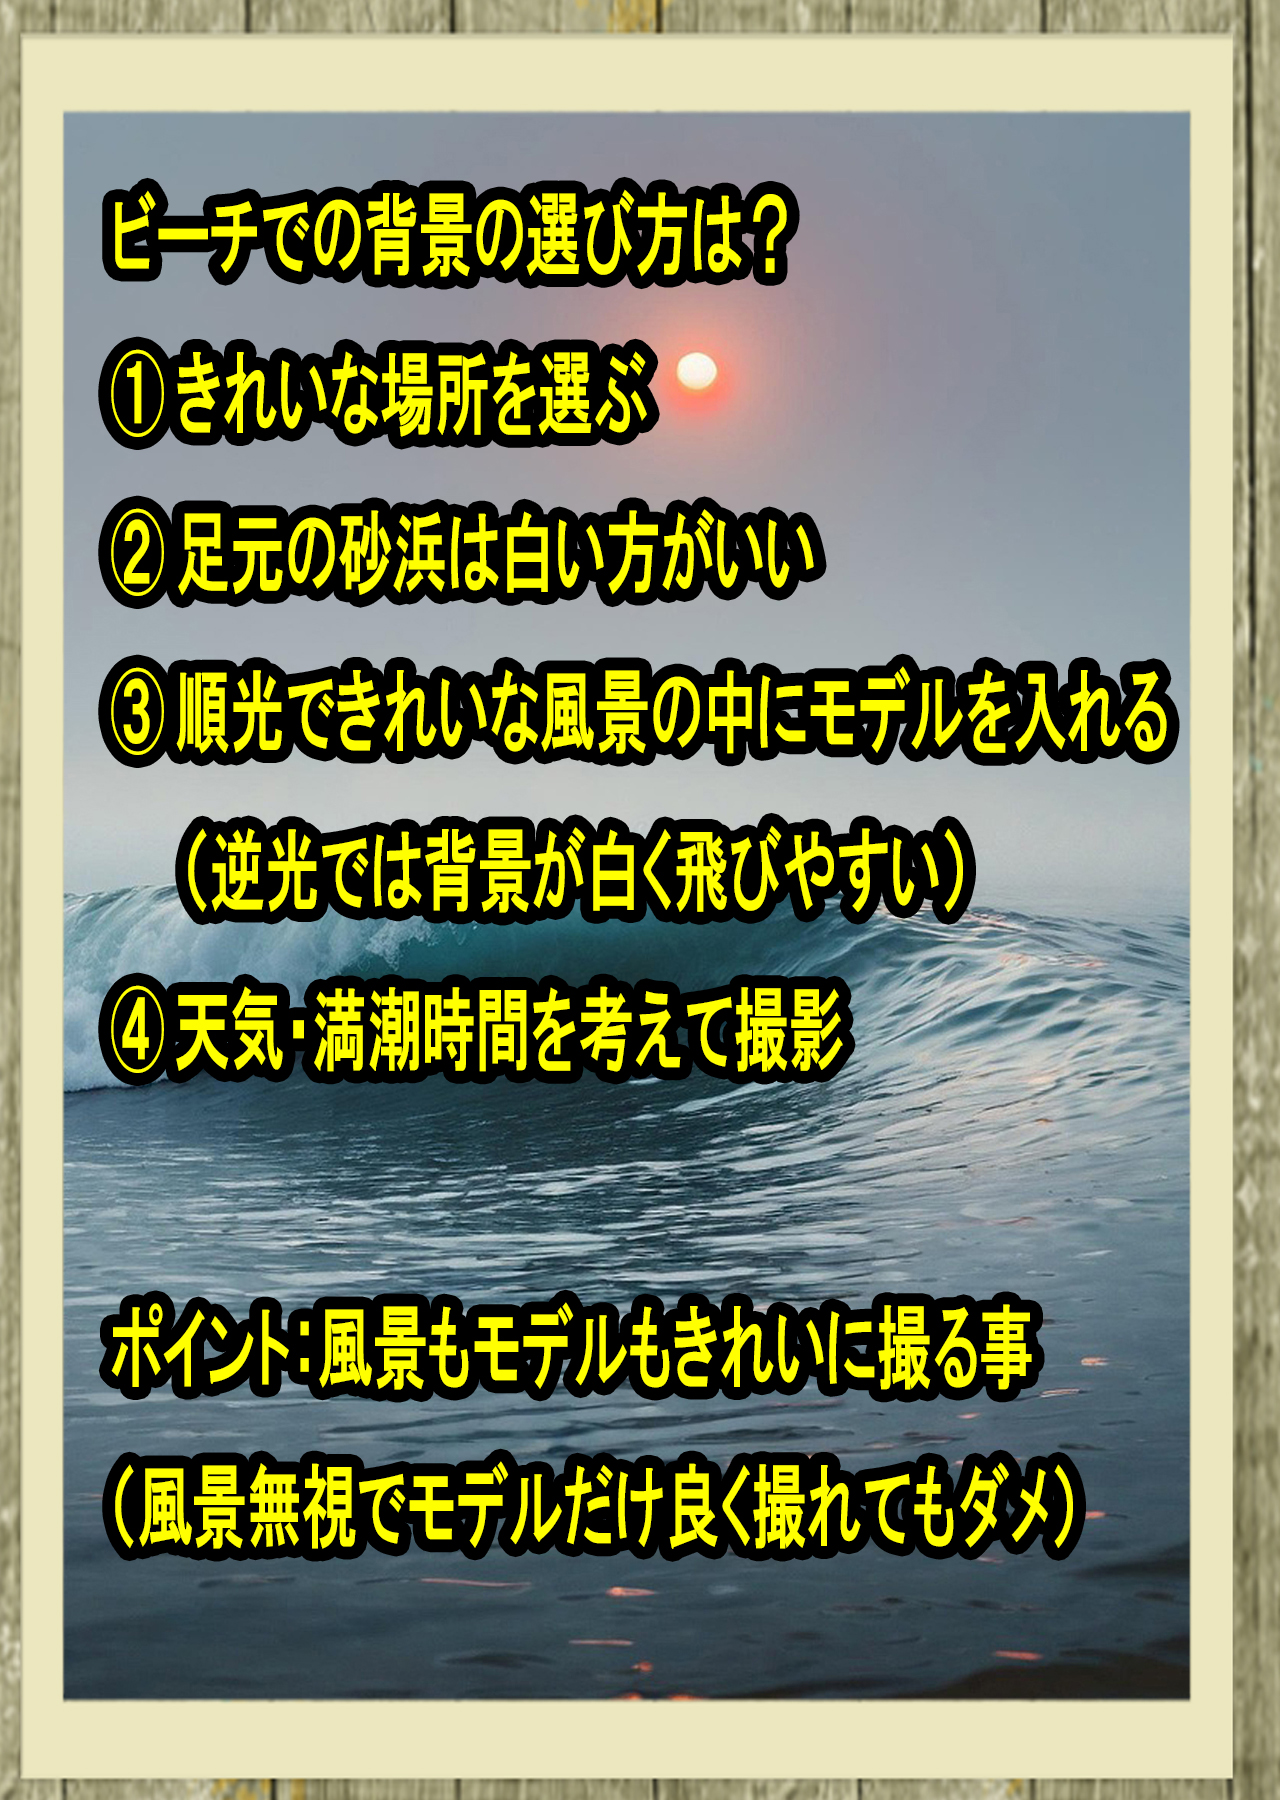 ビーチでの背景の選び方は？
①きれいな場所を選ぶ
②足元の砂浜は白い方がいい
③順光できれいな風景の中にモデルを入れる
（逆光では背景が白く飛びやすい）
④天気・満潮時間を考えて撮影
ポイント：風景もモデルもきれいに撮る事
（風景無視でモデルだけ良く撮れてもダメ）